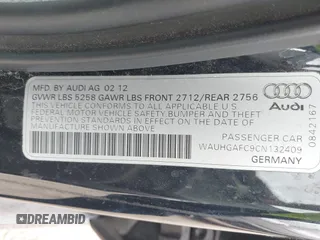 MFD. BY AUDI AG 02 12
GVWR LBS 5258 GAWR LBS FRONT 2712/REAR 2756
THIS VEHICLE CONFORMS TO ALL APPLICABLE U.S.
FEDERAL MOTOR VEHICLE SAFETY BUMPER AND THEFT
PREVENTION STANDARDS IN EFFECT ON THE DATE OF
MANUFACTURE SHOWN ABOVE.
Audi
PASSENGER CAR
WAUHGAFC9CN132409
GERMANY
0842167
DREAMBID